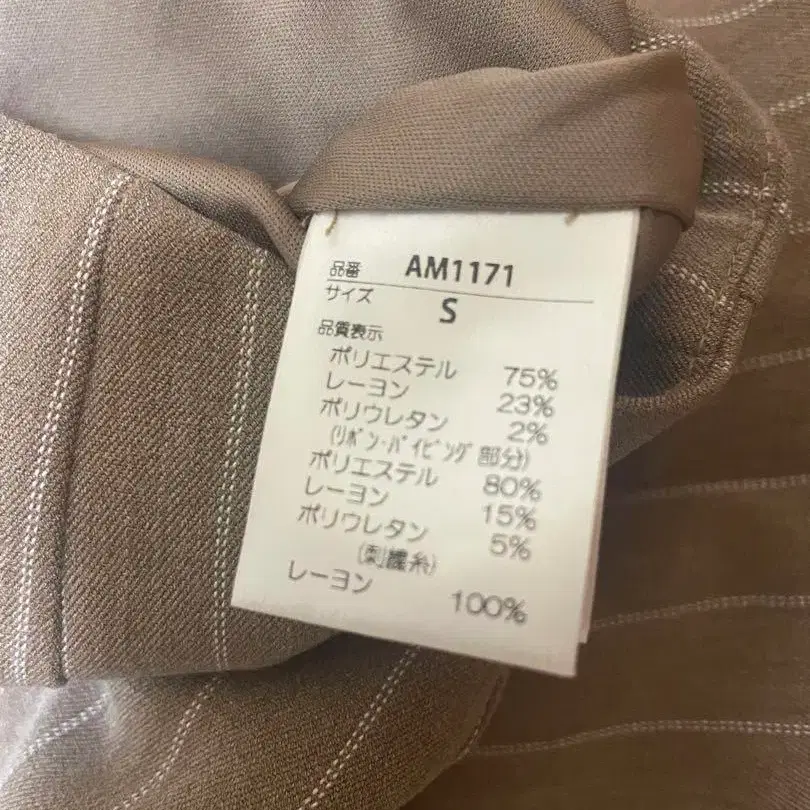 品番 AM1171
サイズ S
品質表示
ポリエステル 75%
レーヨン 23%
ポリウレタン 2%
(ﾘﾎﾞﾝ･ﾊﾟｲﾋﾟﾝｸﾞ部分)
ポリエステル 80%
レーヨン 15%
ポリウレタン 5%
(刺繍糸)
レーヨン 100%